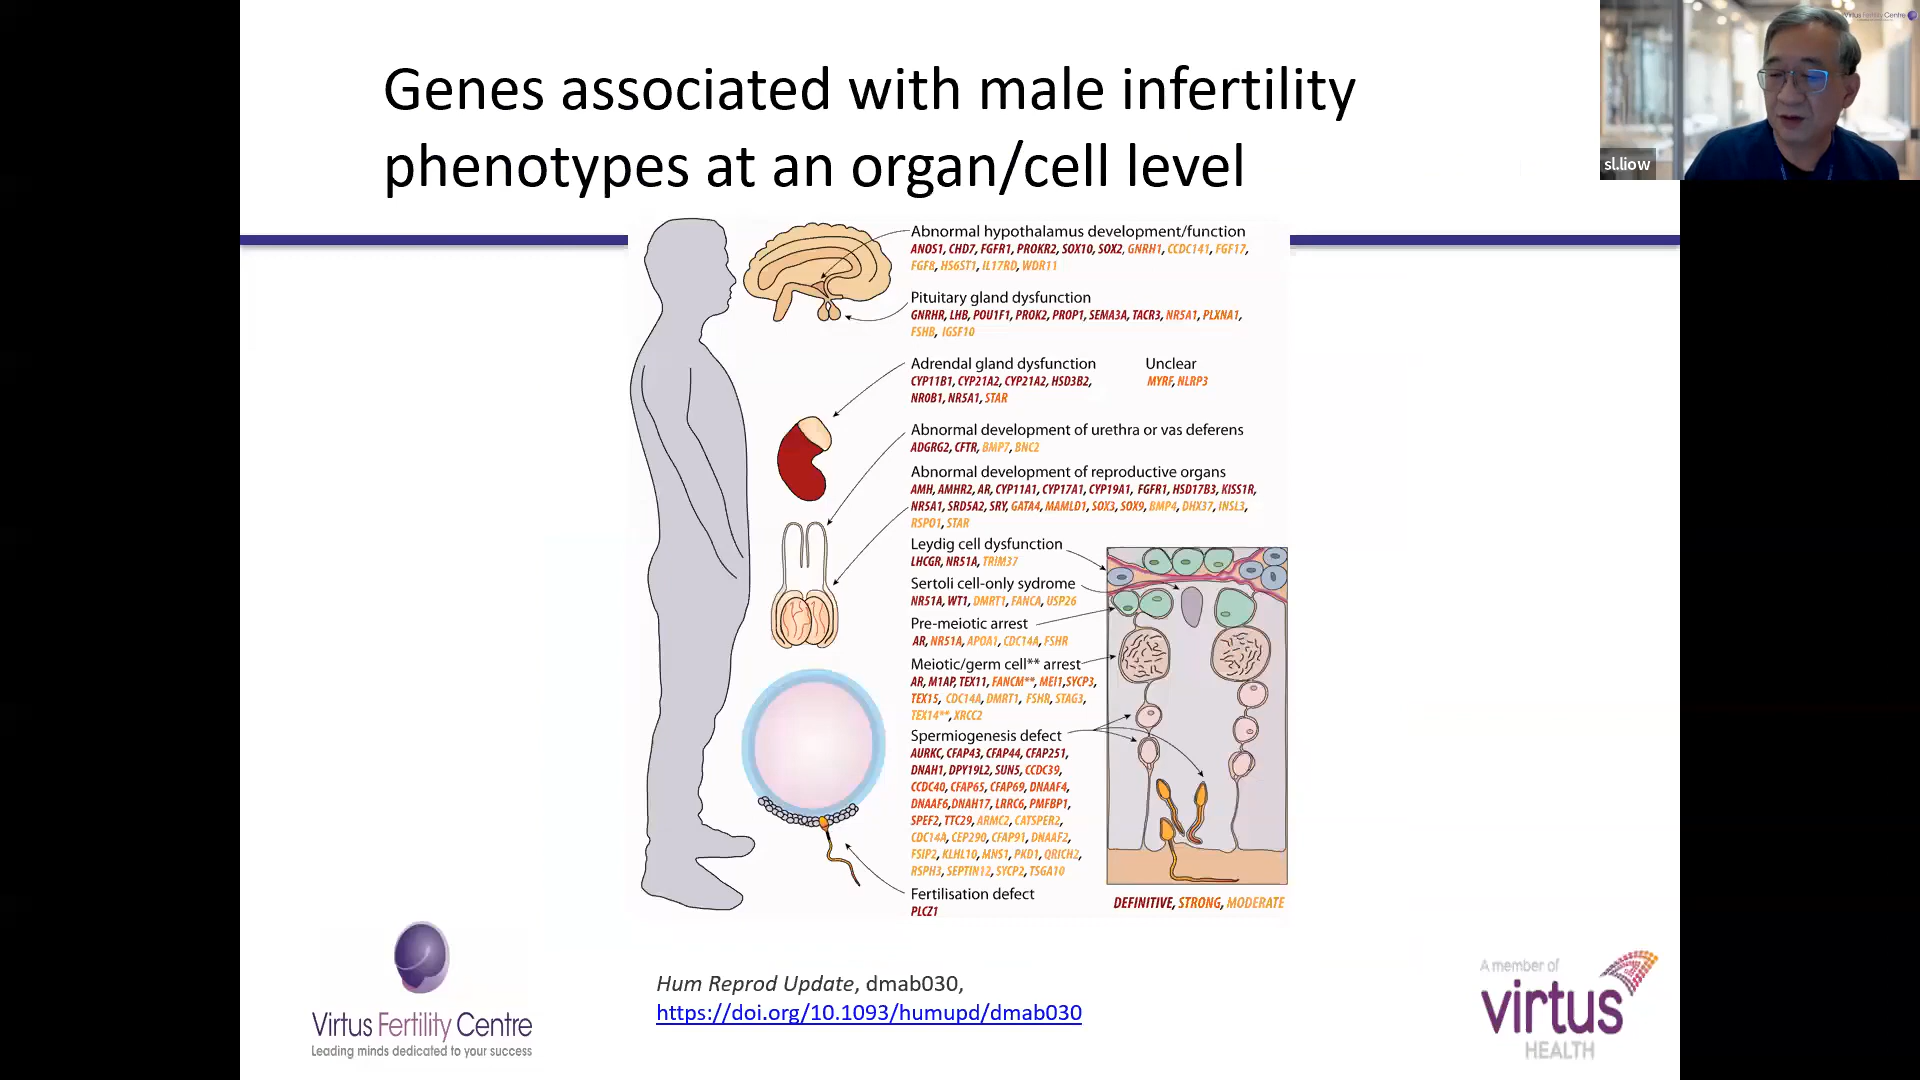 Genes associated with male infertility
phenotypes at an organ/cell level
Virtus Fertility Centre
sl.liow
Abnormal hypothalamus development/function
ANOS1, CHD7, FGFR1, PROKR2, SOX10, SOX2, GNRH1, CCDC141, FGF17,
FGF8, HS6ST1, IL17RD, WDR11
Pituitary gland dysfunction
GNRHR, LHB, POU1F1, PROK2, PROP1, SEMA3A, TACR3, NR5A1, PLXNA1,
FSHB, IGSF10
Adrendal gland dysfunction
CYP11B1, CYP21A2, CYP21A2, HSD3B2,
NR0B1, NR5A1, STAR
Unclear
MYRF, NLRP3
Abnormal development of urethra or vas deferens
ADGRG2, CFTR, BMP7, BNC2
Abnormal development of reproductive organs
AMH, AMHR2, AR, CYP11A1, CYP17A1, CYP19A1, FGFR1, HSD17B3, KISS1R,
NR5A1, SRD5A2, SRY, GATA4, MAMLD1, SOX3, SOX9, BMP4, DHX37, INSL3,
RSPO1, STAR
Leydig cell dysfunction
LHCGR, NR51A, TRIM37
Sertoli cell-only sydrome
NR51A, WT1, DMRT1, FANCA, USP26
Pre-meiotic arrest
AR, NR51A, APOA1, CDC14A, FSHR
Meiotic/germ cell** arrest
AR, M1AP, TEX11, FANCM**, MEI1,SYCP3,
TEX15, CDC14A, DMRT1, FSHR, STAG3,
TEX14**, XRCC2
Spermiogenesis defect
AURKC, CFAP43, CFAP44, CFAP251,
DNAH1, DPY19L2, SUN5, CCDC39,
CCDC40, CFAP65, CFAP69, DNAAF4,
DNAAF6,DNAH17, LRRC6, PMFBP1,
SPEF2, TTC29, ARMC2, CATSPER2,
CDC14A, CEP290, CFAP91, DNAAF2,
FSIP2, KLHL10, MNS1, PKD1, QRICH2,
RSPH3, SEPTIN12, SYCP2, TSGA10
Fertilisation defect
PLCZ1
DEFINITIVE, STRONG, MODERATE
Hum Reprod Update, dmab030,
https://doi.org/10.1093/humupd/dmab030
Virtus Fertility Centre
Leading minds dedicated to your success
A member of
virtus
HEALTH